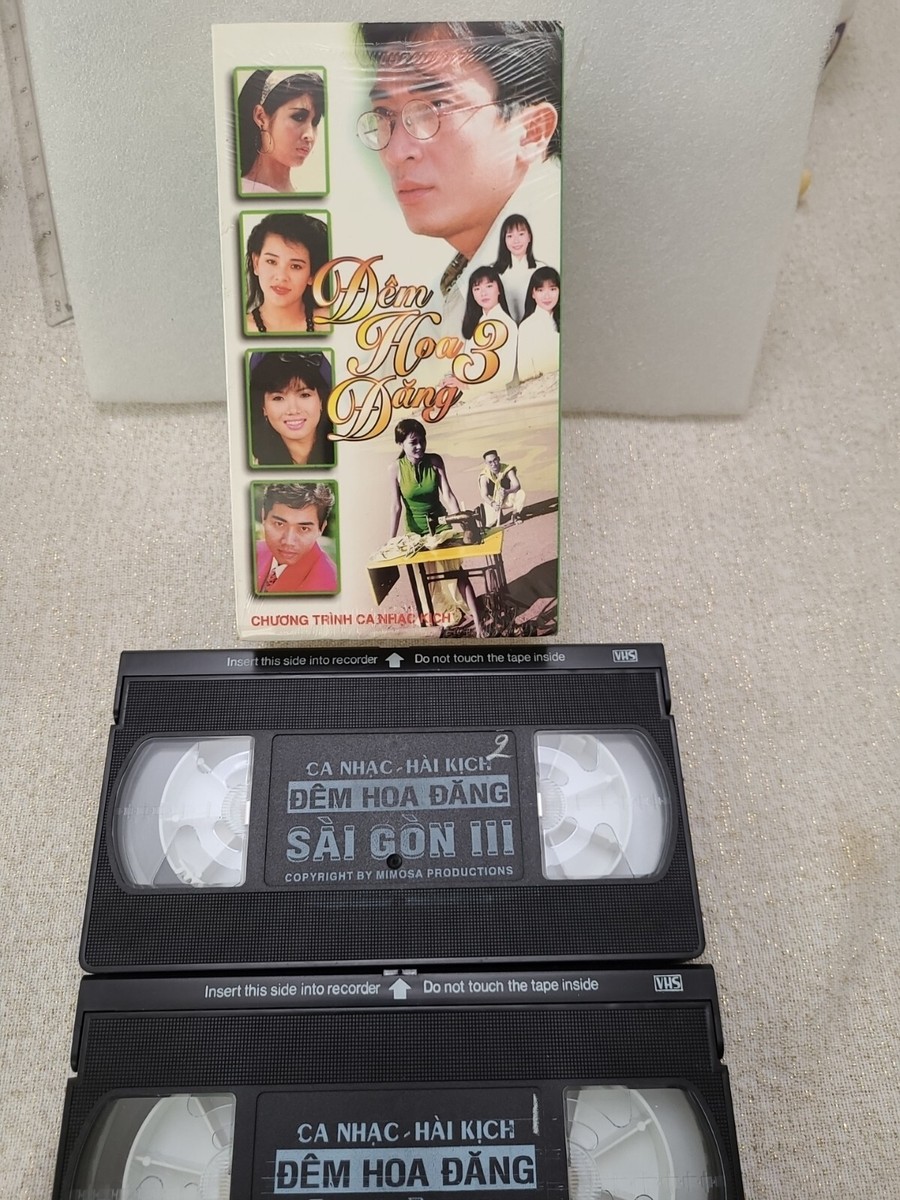 Đêm
Hoa 3
Đăng
CHƯƠNG TRÌNH CA NHẠC KỊCH
Insert this side into recorder Do not touch the tape inside VHS
2
CA NHẠC - HÀI KỊCH
ĐÊM HOA ĐĂNG
SÀI GÒN III
COPYRIGHT BY MIMOSA PRODUCTIONS
Insert this side into recorder Do not touch the tape inside VHS
1
CA NHẠC - HÀI KỊCH
ĐÊM HOA ĐĂNG